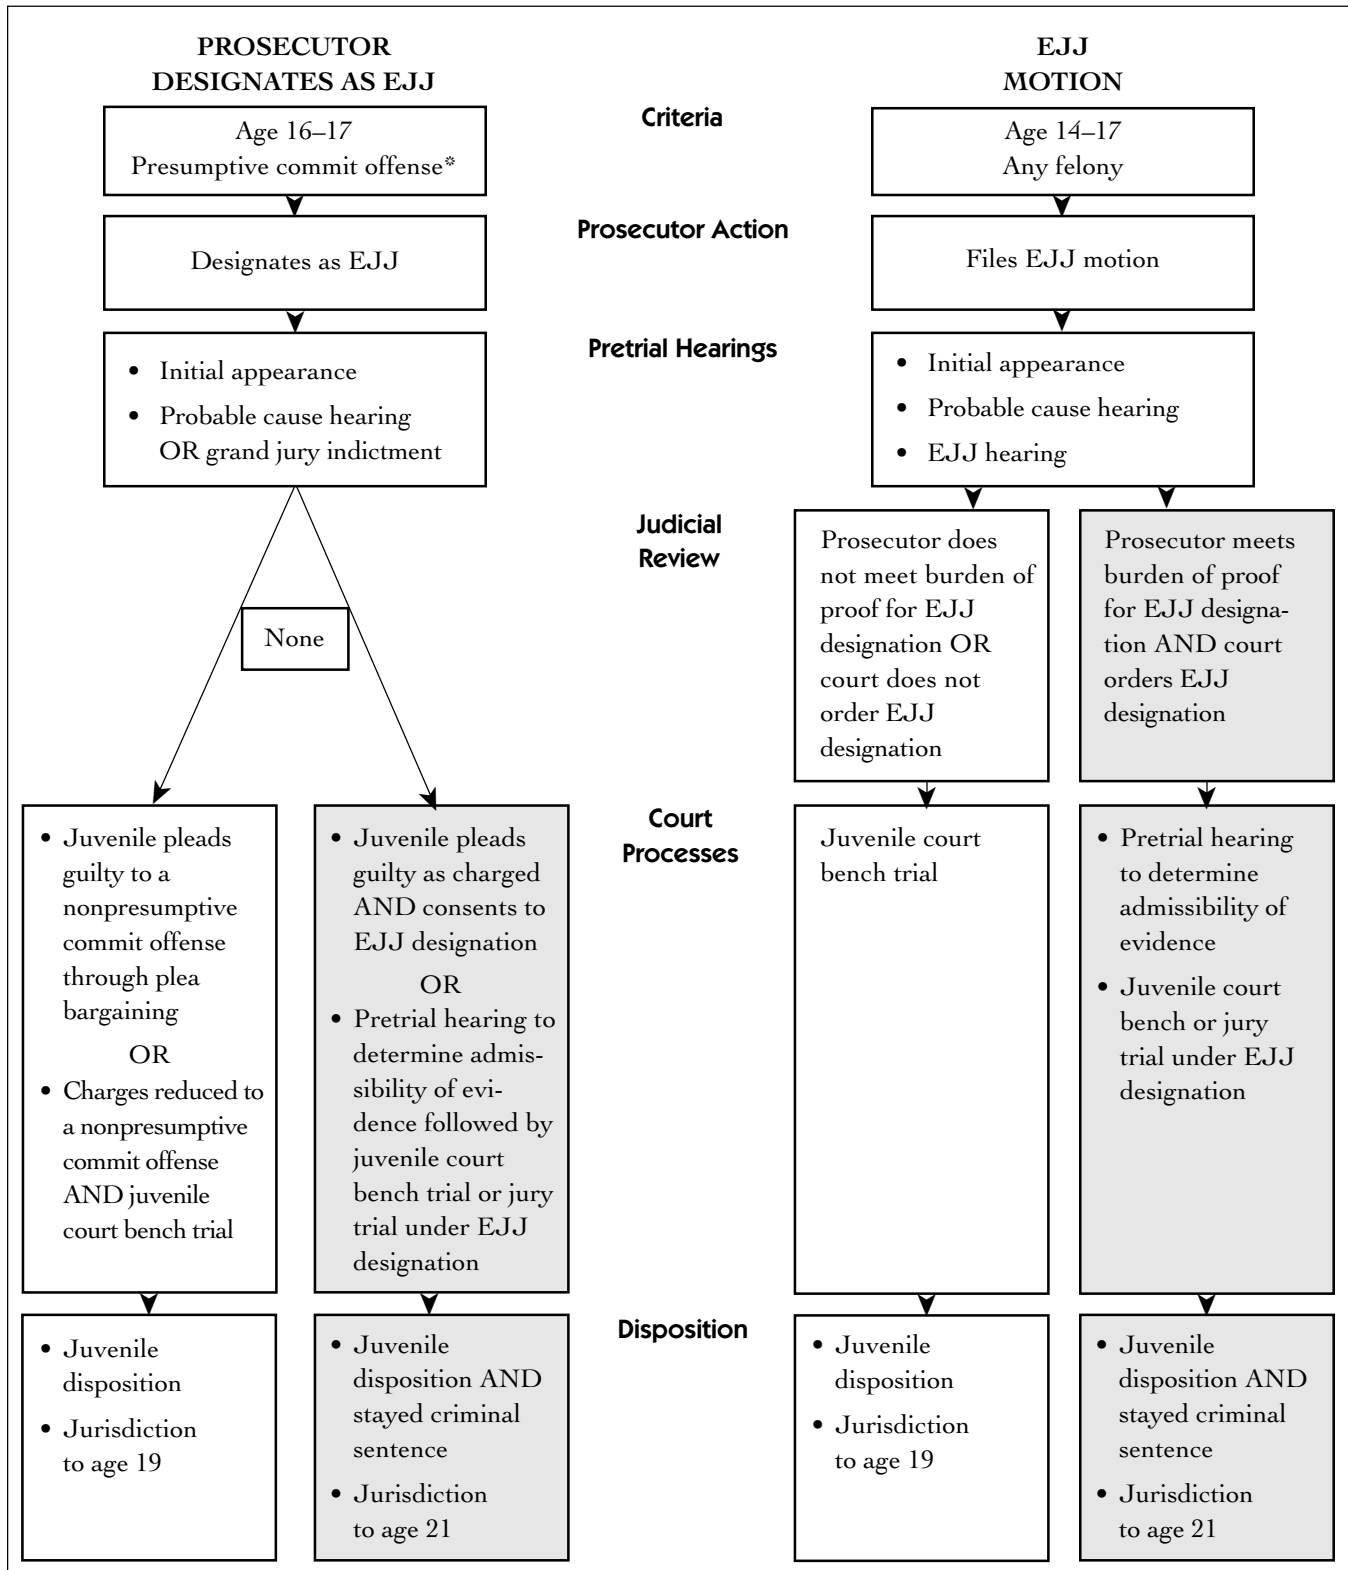 PROSECUTOR
DESIGNATES AS EJJ
Age 16–17
Presumptive commit offense*
Designates as EJJ
• Initial appearance
• Probable cause hearing
OR grand jury indictment
None
• Juvenile pleads
guilty to a
nonpresumptive
commit offense
through plea
bargaining
OR
• Charges reduced to
a nonpresumptive
commit offense
AND juvenile
court bench trial
• Juvenile pleads
guilty as charged
AND consents to
EJJ designation
OR
• Pretrial hearing to
determine admis-
sibility of evi-
dence followed by
juvenile court
bench trial or jury
trial under EJJ
designation
• Juvenile
disposition
• Jurisdiction
to age 19
• Juvenile
disposition AND
stayed criminal
sentence
• Jurisdiction
to age 21
Criteria
Prosecutor Action
Pretrial Hearings
Judicial
Review
Court
Processes
Disposition
EJJ
MOTION
Age 14–17
Any felony
Files EJJ motion
• Initial appearance
• Probable cause hearing
• EJJ hearing
Prosecutor does
not meet burden of
proof for EJJ
designation OR
court does not
order EJJ
designation
Prosecutor meets
burden of proof
for EJJ designa-
tion AND court
orders EJJ
designation
Juvenile court
bench trial
• Pretrial hearing
to determine
admissibility of
evidence
• Juvenile court
bench or jury
trial under EJJ
designation
• Juvenile
disposition
• Jurisdiction
to age 19
• Juvenile
disposition AND
stayed criminal
sentence
• Jurisdiction
to age 21